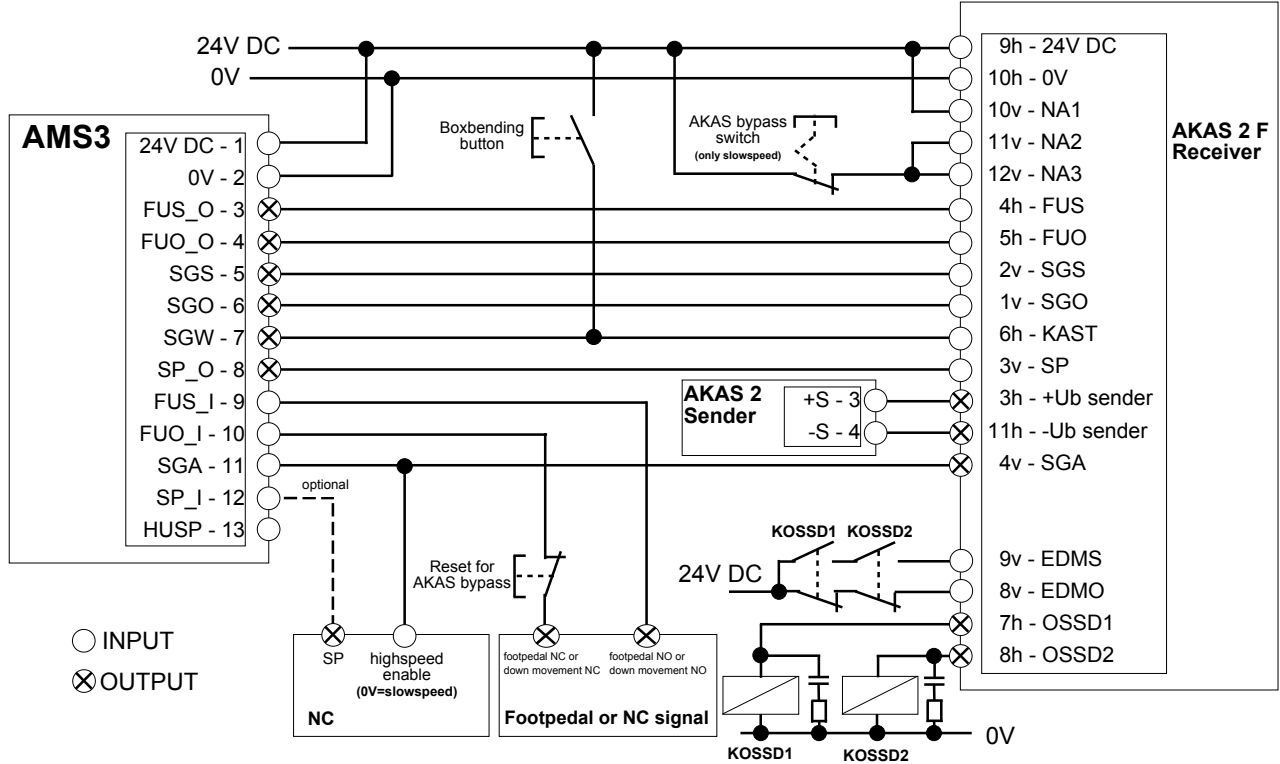 24V DC
0V
AMS3
24V DC - 1
0V - 2
FUS_O - 3
FUO_O - 4
SGS - 5
SGO - 6
SGW - 7
SP_O - 8
FUS_I - 9
FUO_I - 10
SGA - 11
SP_I - 12
HUSP - 13
optional
Boxbending
button
AKAS bypass
switch
(only slowspeed)
AKAS 2 F
Receiver
9h - 24V DC
10h - 0V
10v - NA1
11v - NA2
12v - NA3
4h - FUS
5h - FUO
2v - SGS
1v - SGO
6h - KAST
3v - SP
3h - +Ub sender
11h - -Ub sender
4v - SGA
9v - EDMS
8v - EDMO
7h - OSSD1
8h - OSSD2
AKAS 2
Sender
+S - 3
-S - 4
KOSSD1 KOSSD2
24V DC
Reset for
AKAS bypass
INPUT
OUTPUT
SP
highspeed
enable
(0V=slowspeed)
NC
footpedal NC or
down movement NC
footpedal NO or
down movement NO
Footpedal or NC signal
0V
KOSSD1
KOSSD2